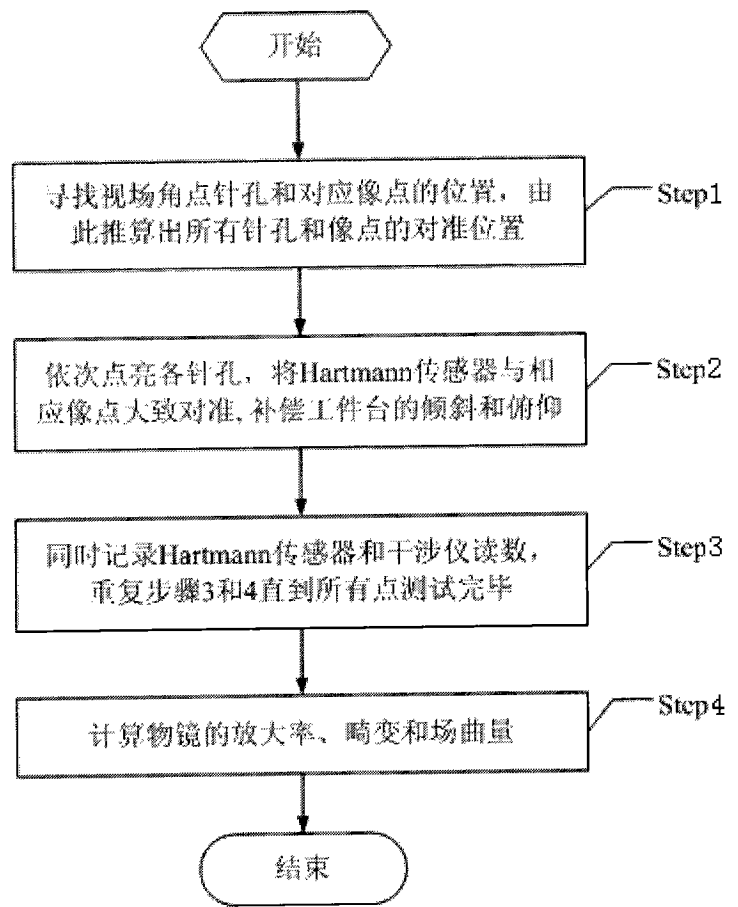 开始
寻找视场角点针孔和对应像点的位置，由
此推算出所有针孔和像点的对准位置
Step1
依次点亮各针孔，将Hartmann传感器与相
应像点大致对准,补偿工件台的倾斜和俯仰
Step2
同时记录Hartmann传感器和干涉仪读数，
重复步骤3和4直到所有点测试完毕
Step3
计算物镜的放大率、畸变和场曲量
Step4
结束